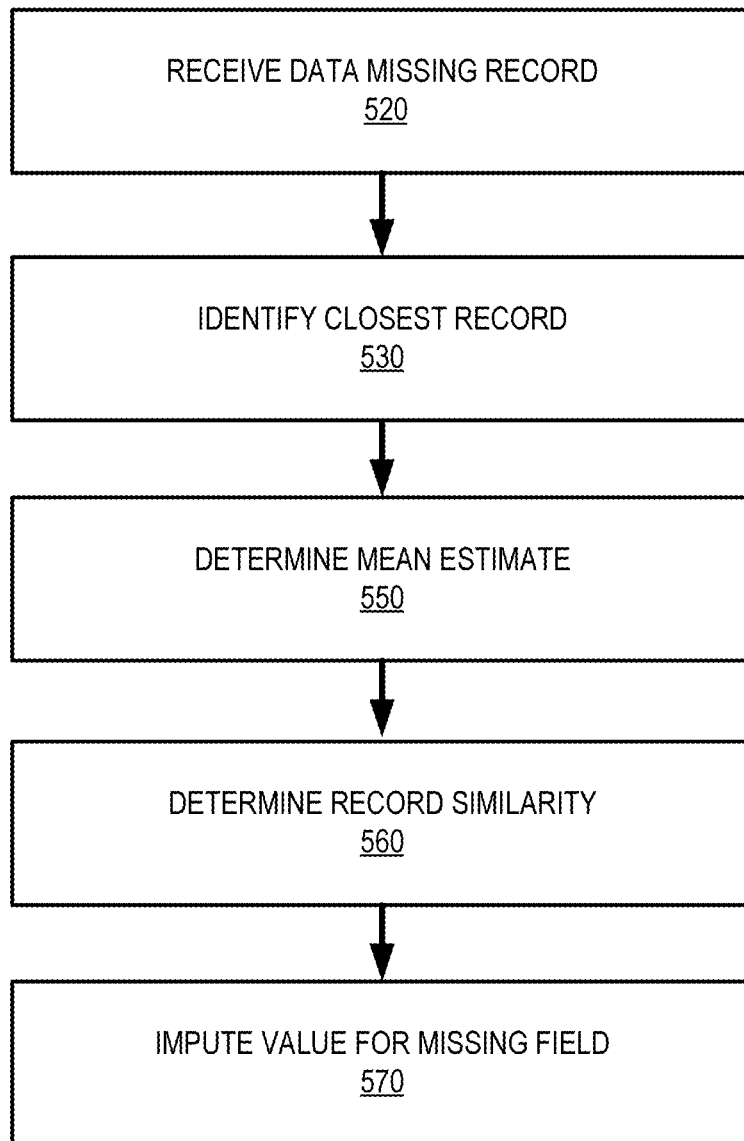 RECEIVE DATA MISSING RECORD
520
IDENTIFY CLOSEST RECORD
530
DETERMINE MEAN ESTIMATE
550
DETERMINE RECORD SIMILARITY
560
IMPUTE VALUE FOR MISSING FIELD
570